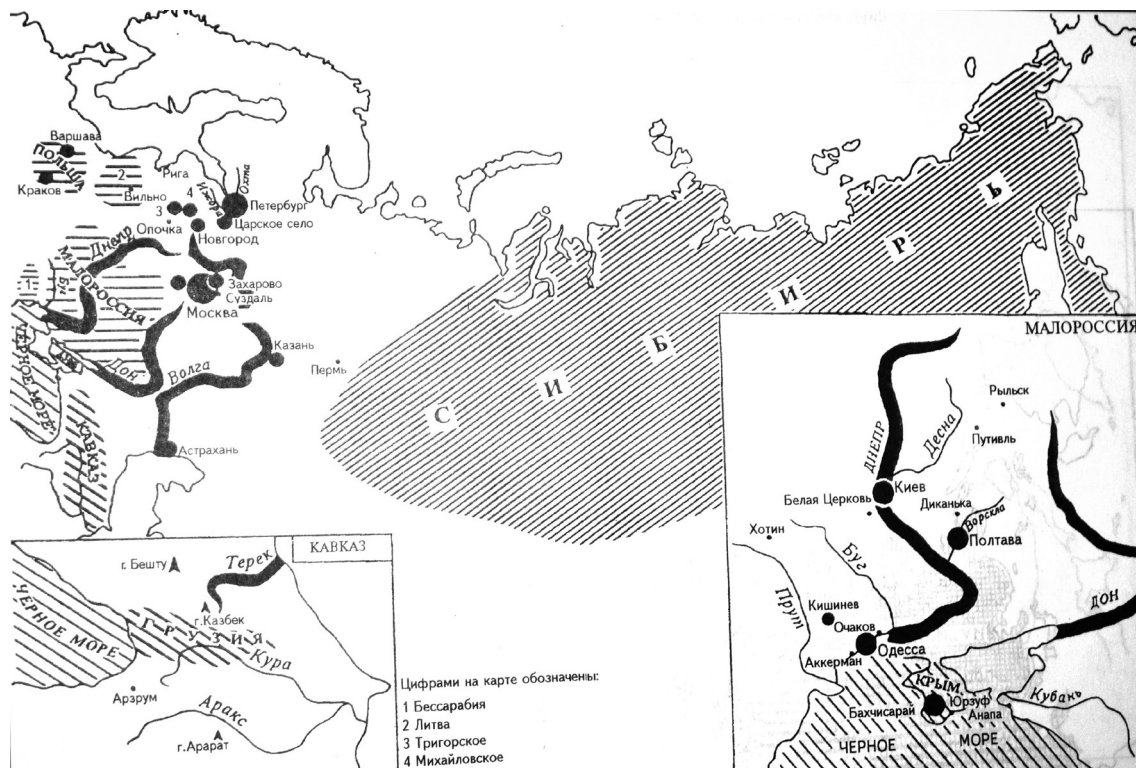 Варшава
ПОЛЬША
Краков
2
Вильно
Рига
4
3
Ижора
Охта
Петербург
Царское село
Опочка
Новгород
Днепр
МАЛОРОССИЯ
1
Буг
Захарово
Суздаль
Москва
ЧЕРНОЕ МОРЕ
Дон
Волга
Казань
Пермь
КАВКАЗ
Астрахань
СИБИРЬ
КАВКАЗ
г. Бешту
Терек
г.Казбек
ЧЕРНОЕ МОРЕ
ГРУЗИЯ
Кура
Арзрум
Аракс
г.Арарат
Цифрами на карте обозначены:
1 Бессарабия
2 Литва
3 Тригорское
4 Михайловское
МАЛОРОССИЯ
Рыльск
ДНЕПР
Десна
Путивль
Киев
Белая Церковь
Диканька
Ворскла
Хотин
Полтава
Буг
Прут
Кишинев
Очаков
ДОН
Одесса
Аккерман
КРЫМ
Юрзуф
Кубань
Бахчисарай
Анапа
ЧЕРНОЕ МОРЕ